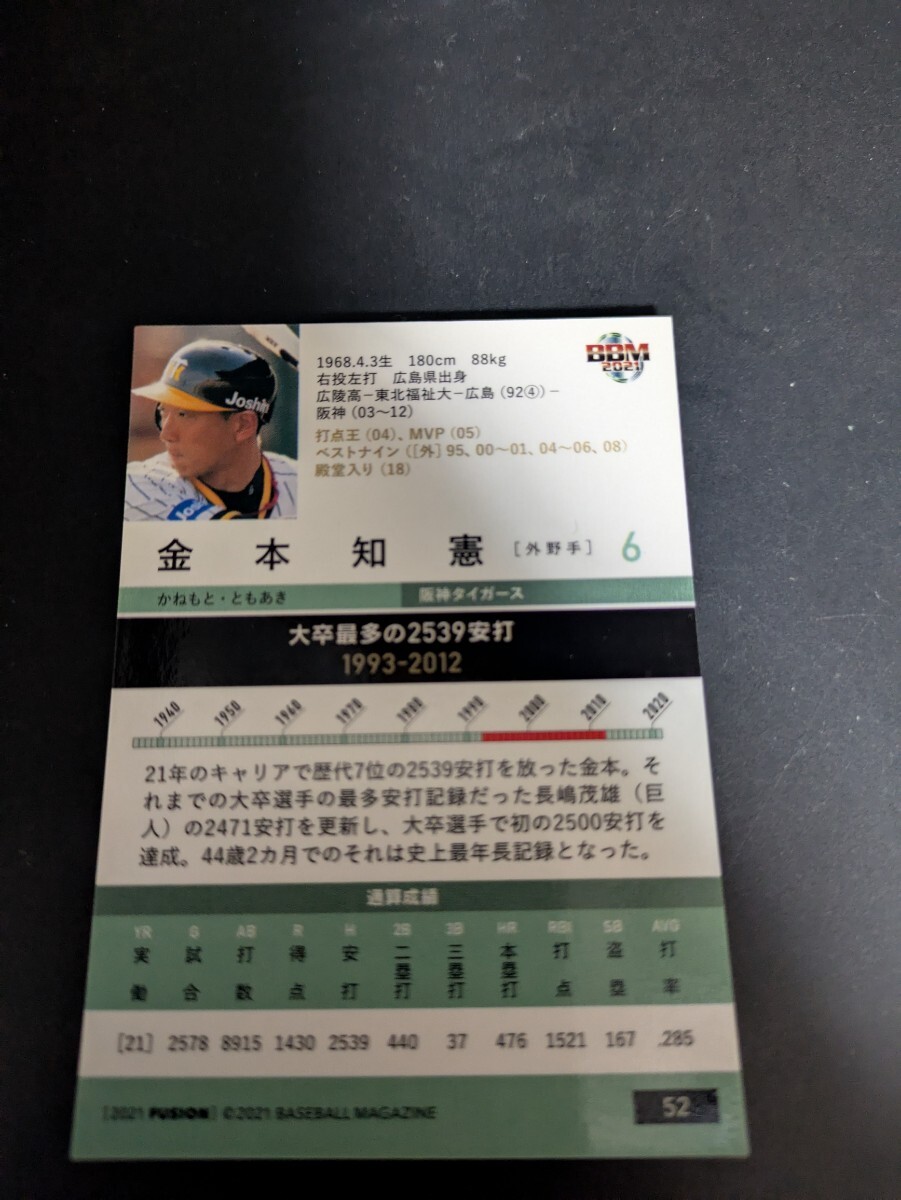 1968.4.3生 180cm 88kg
右投左打 広島県出身
広陵高－東北福祉大－広島（92④）－
阪神（03〜12）
打点王（04）、MVP（05）
ベストナイン（［外］95、00〜01、04〜06、08）
殿堂入り（18）
BBM
2021
Joshin
金本知憲 ［外野手］ 6
かねもと・ともあき 阪神タイガース
大卒最多の2539安打
1993-2012
1940 1950 1960 1970 1980 1990 2000 2010 2020
21年のキャリアで歴代7位の2539安打を放った金本。そ
れまでの大卒選手の最多安打記録だった長嶋茂雄（巨
人）の2471安打を更新し、大卒選手で初の2500安打を
達成。44歳2カ月でのそれは史上最年長記録となった。
通算成績
YR G AB R H 2B 3B HR RBI SB AVG
実働 試合 打数 得点 安打 二塁打 三塁打 本塁打 打点 盗塁 打率
［21］ 2578 8915 1430 2539 440 37 476 1521 167 .285
［2021 FUSION］ ©2021 BASEBALL MAGAZINE 52